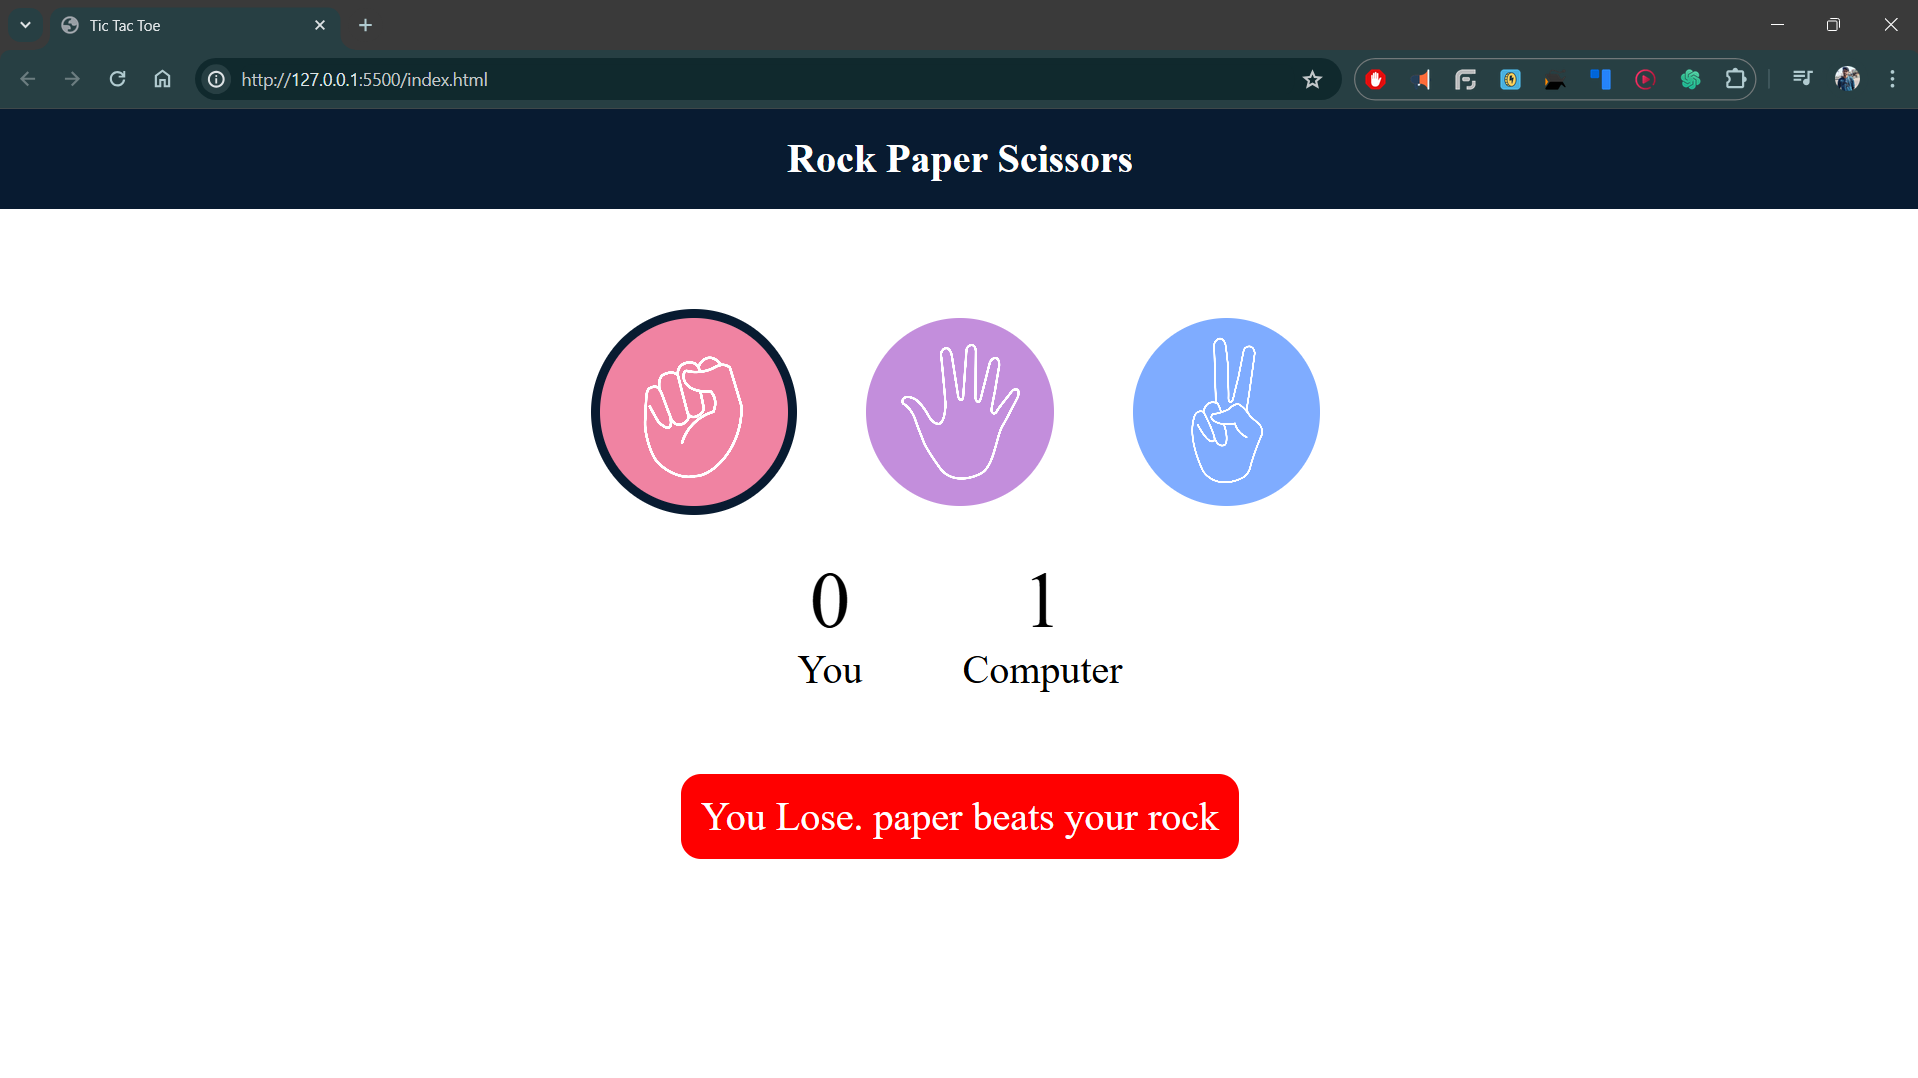 Tic Tac Toe
http://127.0.0.1:5500/index.html
Rock Paper Scissors
0 1
You Computer
You Lose. paper beats your rock